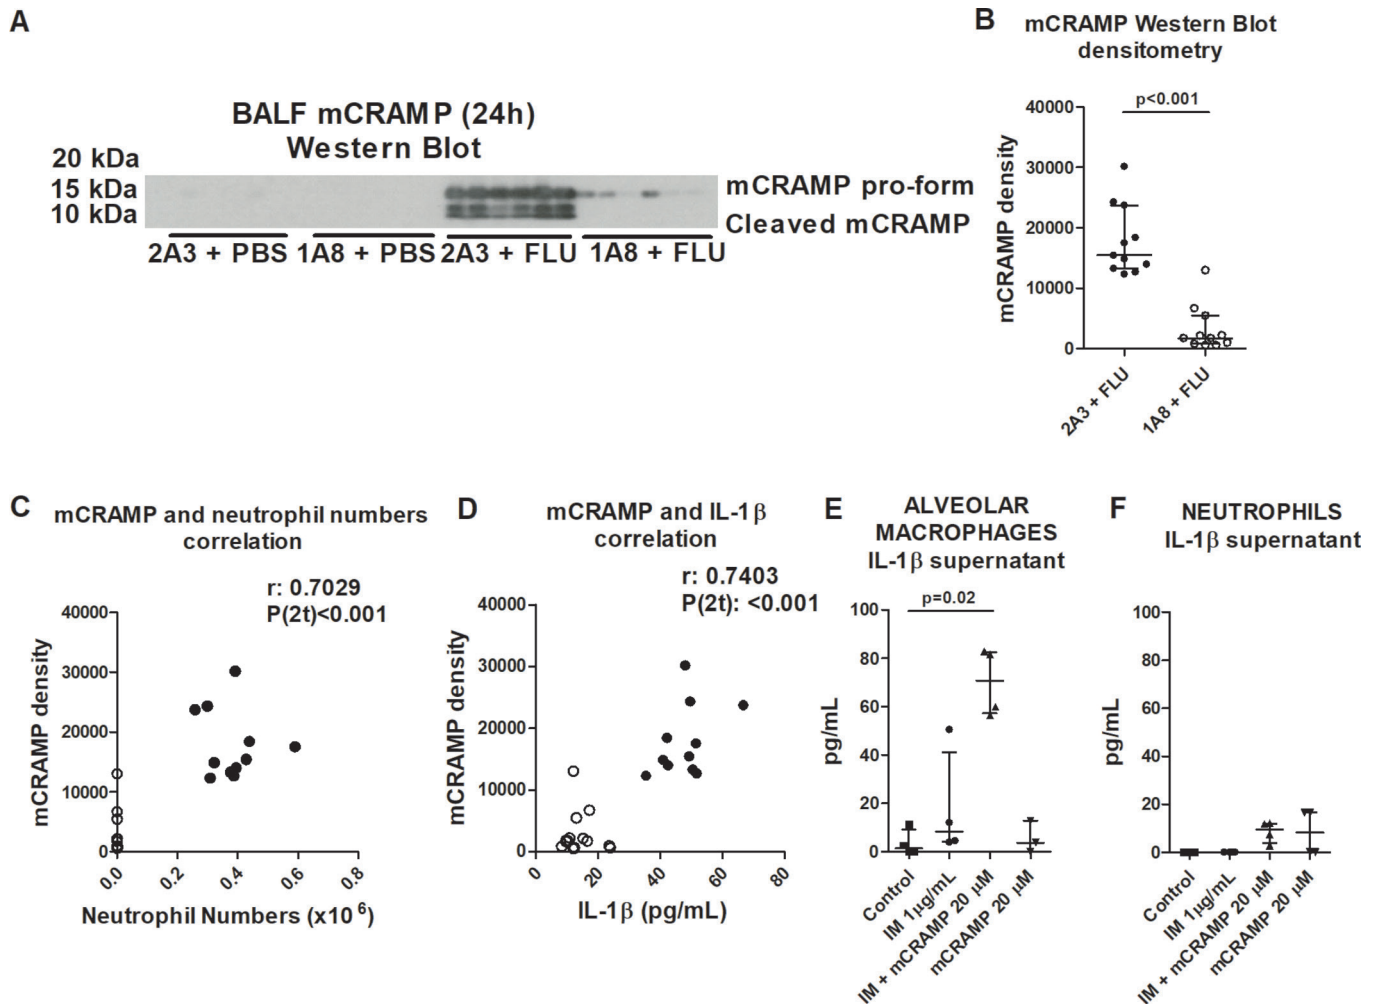 A
BALF mCRAMP (24h)
Western Blot
20 kDa
15 kDa
10 kDa
mCRAMP pro-form
Cleaved mCRAMP
2A3 + PBS
1A8 + PBS
2A3 + FLU
1A8 + FLU
B
mCRAMP Western Blot
densitometry
p<0.001
mCRAMP density
40000
30000
20000
10000
0
2A3 + FLU
1A8 + FLU
C
mCRAMP and neutrophil numbers
correlation
r: 0.7029
P(2t)<0.001
mCRAMP density
40000
30000
20000
10000
0
0.0
0.2
0.4
0.6
0.8
Neutrophil Numbers (x10⁶)
D
mCRAMP and IL-1β
correlation
r: 0.7403
P(2t): <0.001
mCRAMP density
40000
30000
20000
10000
0
0
20
40
60
80
IL-1β (pg/mL)
E
ALVEOLAR
MACROPHAGES
IL-1β supernatant
p=0.02
pg/mL
100
80
60
40
20
0
Control
IM 1μg/mL
IM + mCRAMP 20 μM
mCRAMP 20 μM
F
NEUTROPHILS
IL-1β supernatant
pg/mL
100
80
60
40
20
0
Control
IM 1μg/mL
IM + mCRAMP 20 μM
mCRAMP 20 μM